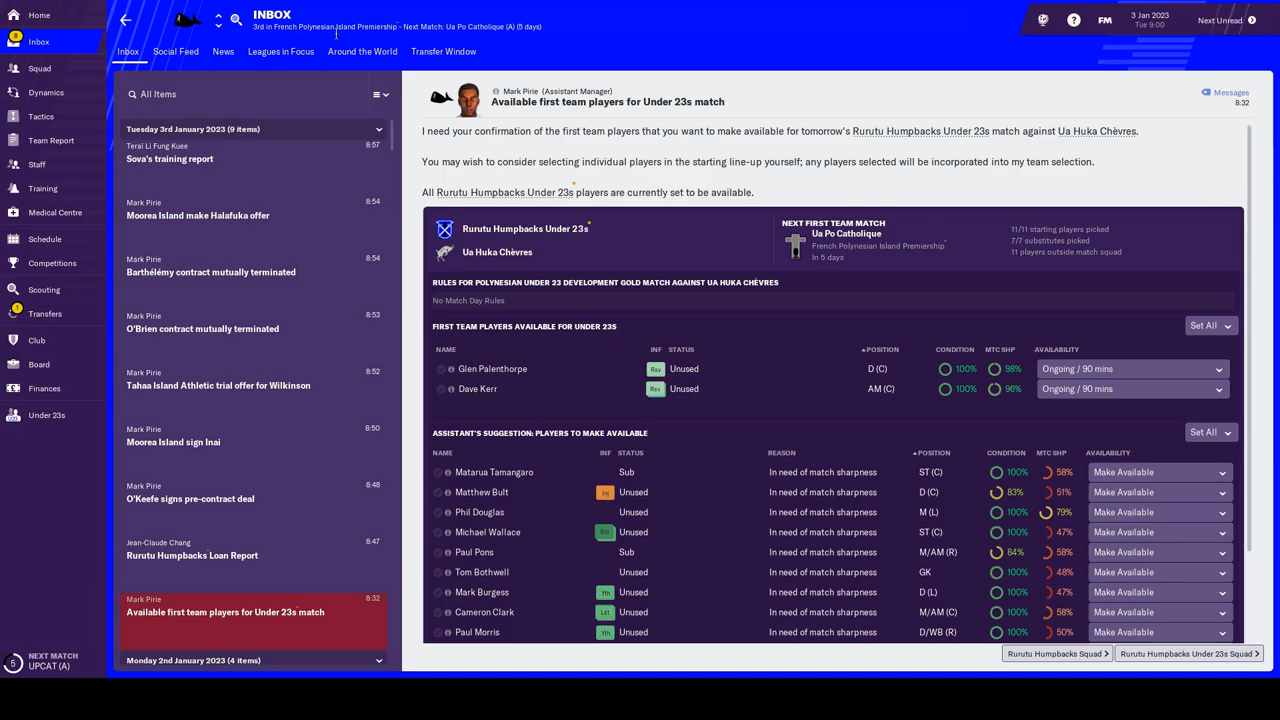 INBOX
3rd in French Polynesian Island Premiership - Next Match: Ua Po Catholique (A) (5 days)
? FM
3 Jan 2023
Tue 9:00
Next Unread
Home
8
Inbox
Squad
Dynamics
Tactics
Team Report
Staff
Training
Medical Centre
Schedule
Competitions
Scouting
1
Transfers
Club
Board
Finances
Under 23s
5
NEXT MATCH
UPCAT (A)
Inbox Social Feed News Leagues in Focus Around the World Transfer Window
All Items
Tuesday 3rd January 2023 (9 items)
Teraï Li Fung Kuee 8:57
Sova's training report
Mark Pirie 8:54
Moorea Island make Halafuka offer
Mark Pirie 8:54
Barthélémy contract mutually terminated
Mark Pirie 8:53
O'Brien contract mutually terminated
Mark Pirie 8:52
Tahaa Island Athletic trial offer for Wilkinson
Mark Pirie 8:50
Moorea Island sign Inai
Mark Pirie 8:48
O'Keefe signs pre-contract deal
Jean-Claude Chang 8:47
Rurutu Humpbacks Loan Report
Mark Pirie 8:32
Available first team players for Under 23s match
Monday 2nd January 2023 (4 items)
Mark Pirie (Assistant Manager)
Available first team players for Under 23s match
Messages
8:32
I need your confirmation of the first team players that you want to make available for tomorrow's Rurutu Humpbacks Under 23s match against Ua Huka Chèvres.
You may wish to consider selecting individual players in the starting line-up yourself; any players selected will be incorporated into my team selection.
All Rurutu Humpbacks Under 23s players are currently set to be available.
Rurutu Humpbacks Under 23s
Ua Huka Chèvres
NEXT FIRST TEAM MATCH
Ua Po Catholique
French Polynesian Island Premiership
In 5 days
11/11 starting players picked
7/7 substitutes picked
11 players outside match squad
RULES FOR POLYNESIAN UNDER 23 DEVELOPMENT GOLD MATCH AGAINST UA HUKA CHÈVRES
No Match Day Rules
FIRST TEAM PLAYERS AVAILABLE FOR UNDER 23S Set All
NAME INF STATUS POSITION CONDITION MTC SHP AVAILABILITY
Glen Palenthorpe Rsv Unused D (C) 100% 98% Ongoing / 90 mins
Dave Kerr Rsv Unused AM (C) 100% 96% Ongoing / 90 mins
ASSISTANT'S SUGGESTION: PLAYERS TO MAKE AVAILABLE Set All
NAME INF STATUS REASON POSITION CONDITION MTC SHP AVAILABILITY
Matarua Tamangaro Sub In need of match sharpness ST (C) 100% 58% Make Available
Matthew Bult Inj Unused In need of match sharpness D (C) 83% 51% Make Available
Phil Douglas Unused In need of match sharpness M (L) 100% 79% Make Available
Michael Wallace Bid Unused In need of match sharpness ST (C) 100% 47% Make Available
Paul Pons Sub In need of match sharpness M/AM (R) 84% 58% Make Available
Tom Bothwell Unused In need of match sharpness GK 100% 48% Make Available
Mark Burgess Yth Unused In need of match sharpness D (L) 100% 47% Make Available
Cameron Clark Lst Unused In need of match sharpness M/AM (C) 100% 58% Make Available
Paul Morris Yth Unused In need of match sharpness D/WB (R) 100% 50% Make Available
Rurutu Humpbacks Squad Rurutu Humpbacks Under 23s Squad